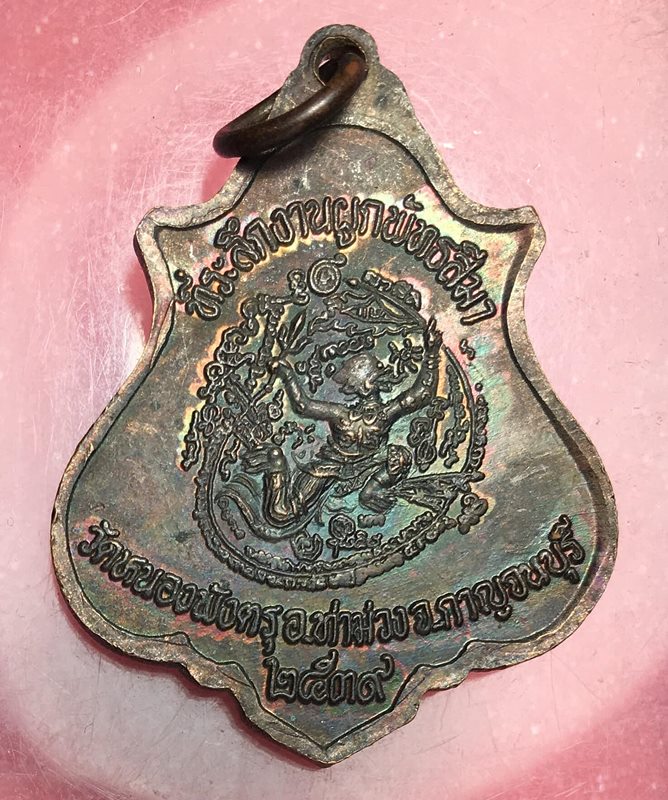 ที่ระลึกงานผูกพัทธสีมา
วัดหนองพังตรุ อ.ท่าม่วง จ.กาญจนบุรี
๒๕๓๙